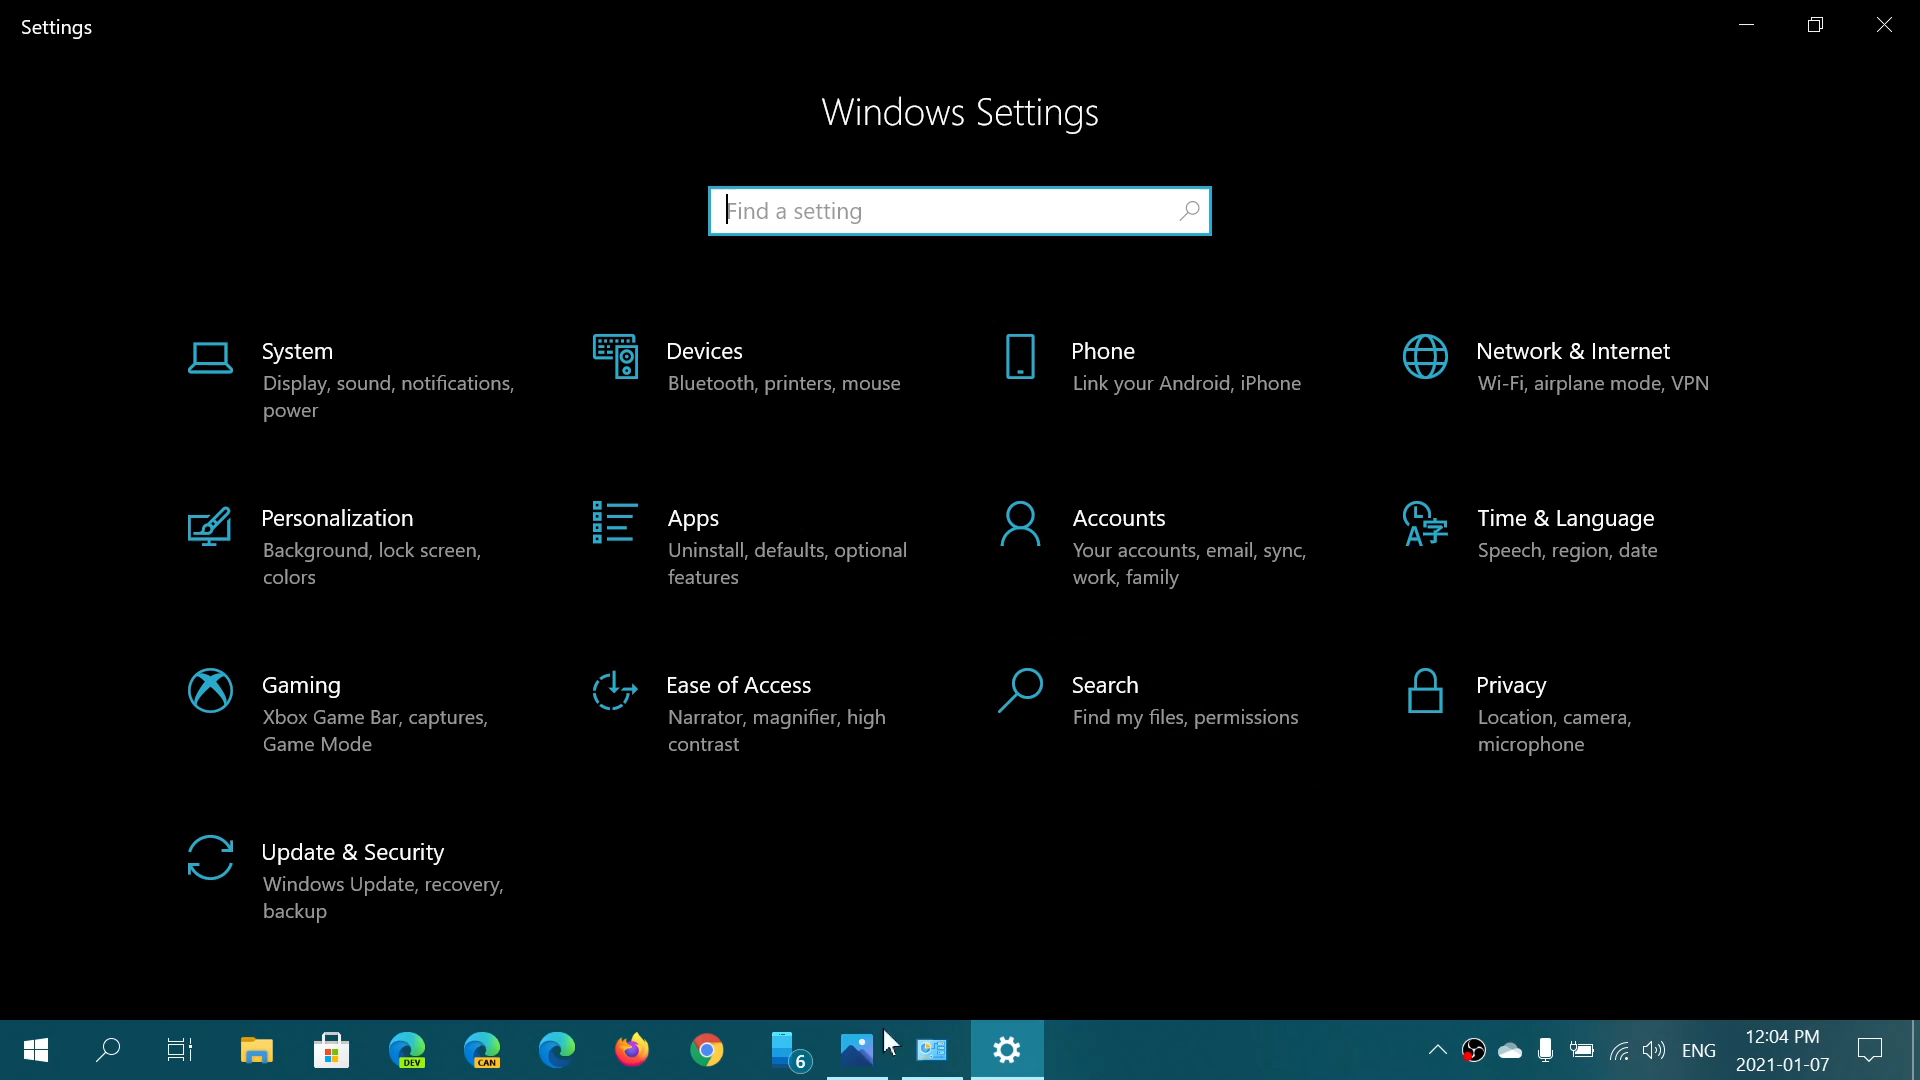 Settings
Windows Settings
Find a setting
System
Display, sound, notifications,
power
Devices
Bluetooth, printers, mouse
Phone
Link your Android, iPhone
Network & Internet
Wi-Fi, airplane mode, VPN
Personalization
Background, lock screen,
colors
Apps
Uninstall, defaults, optional
features
Accounts
Your accounts, email, sync,
work, family
Time & Language
Speech, region, date
Gaming
Xbox Game Bar, captures,
Game Mode
Ease of Access
Narrator, magnifier, high
contrast
Search
Find my files, permissions
Privacy
Location, camera,
microphone
Update & Security
Windows Update, recovery,
backup
DEV
CAN
6
ENG
12:04 PM
2021-01-07